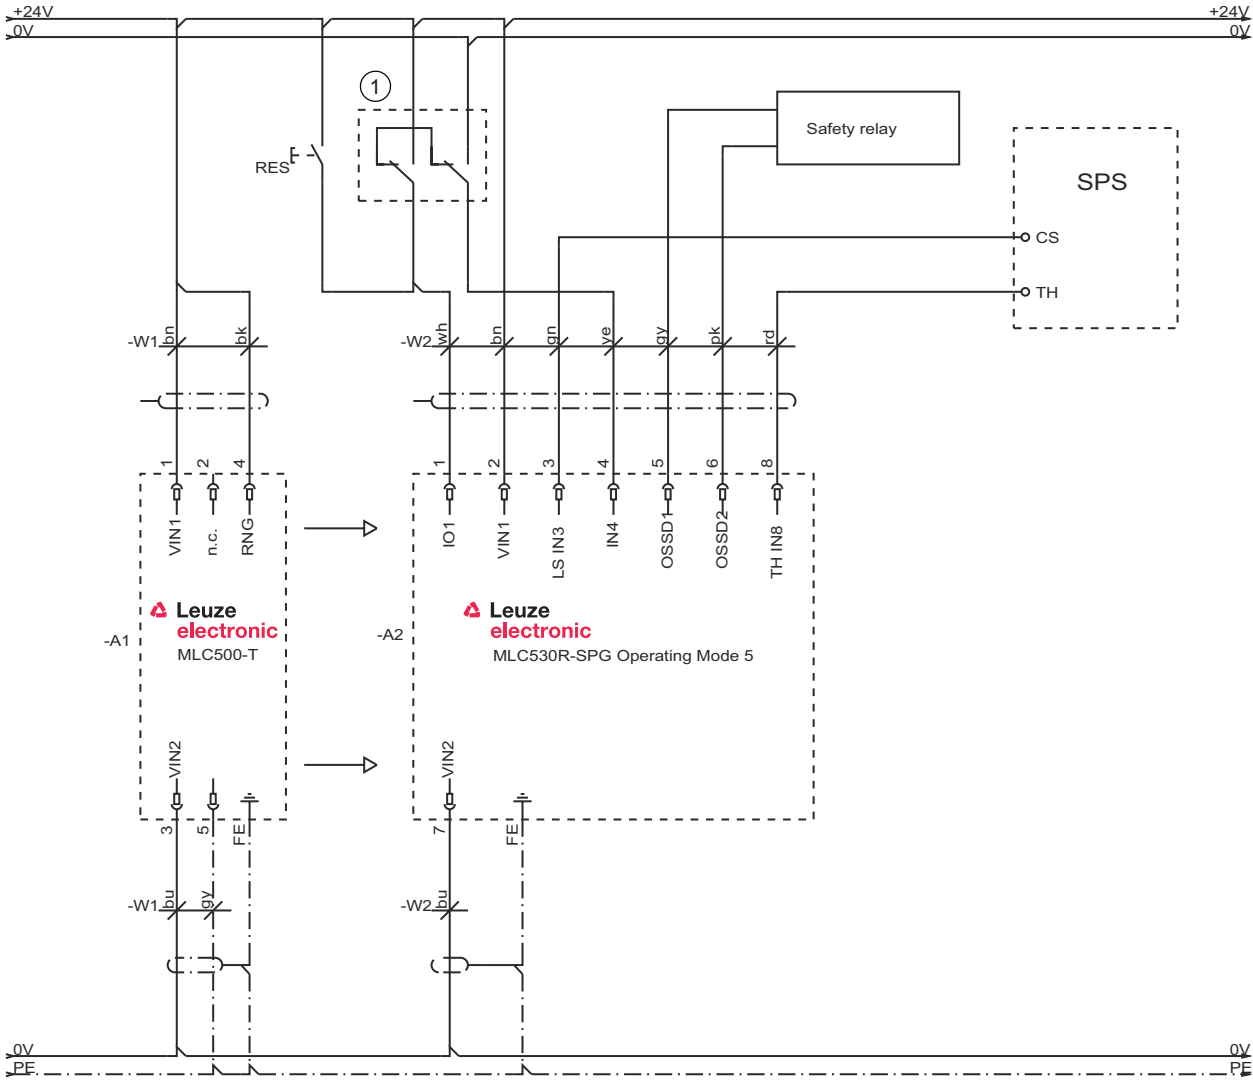 +24V +24V
0V 0V
1
Safety relay
RES
SPS
CS
TH
-W1 bn bk
-W2 wh bn gn ye gy pk rd
1 2 4
1 2 3 4 5 6 8
VIN1 n.c. RNG
IO1 VIN1 LS IN3 IN4 OSSD1 OSSD2 TH IN8
Leuze
electronic
MLC500-T
-A1
Leuze
electronic
MLC530R-SPG Operating Mode 5
-A2
VIN2
VIN2
3 5 FE
7 FE
-W1 bu gy
-W2 bu
0V 0V
PE PE